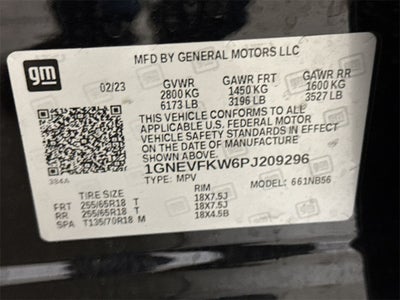 gm
MFD BY GENERAL MOTORS LLC
02/23 GVWR GAWR FRT GAWR RR
2800 KG 1450 KG 1600 KG
6173 LB 3196 LB 3527 LB
THIS VEHICLE CONFORMS TO ALL
APPLICABLE U.S. FEDERAL MOTOR
VEHICLE SAFETY STANDARDS IN EFFECT
ON THE DATE OF MANUFACTURE
SHOWN ABOVE.
1GNEVFKW6PJ209296
TYPE: MPV MODEL: 661NB56
TIRE SIZE RIM
FRT 255/65R18 T 18X7.5J
RR 255/65R18 T 18X7.5J
SPA T135/70R18 M 18X4.5B